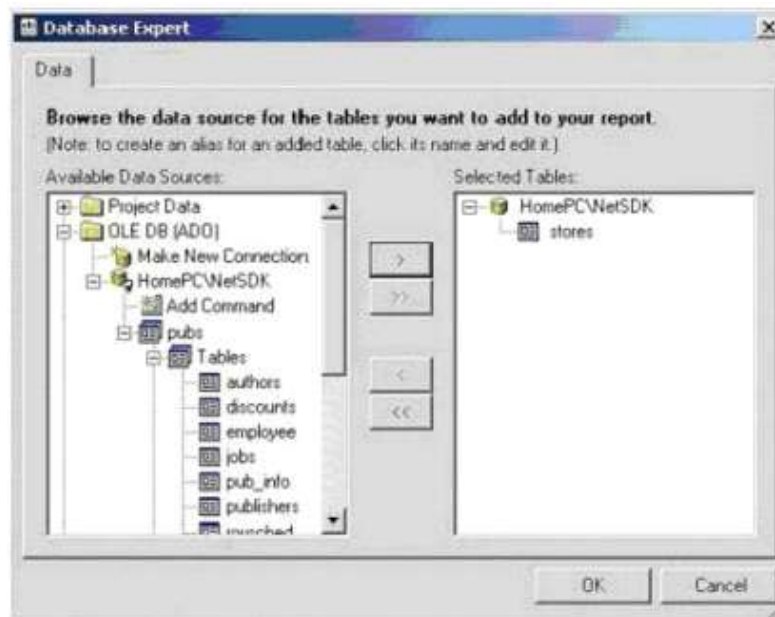 Database Expert
Data
Browse the data source for the tables you want to add to your report.
(Note: to create an alias for an added table, click its name and edit it.)
Available Data Sources:
Selected Tables:
Project Data
OLE DB (ADO)
Make New Connection
HomePC\NetSDK
Add Command
pubs
Tables
authors
discounts
employee
jobs
pub_info
publishers
>
>>
<
<<
HomePC\NetSDK
stores
OK
Cancel